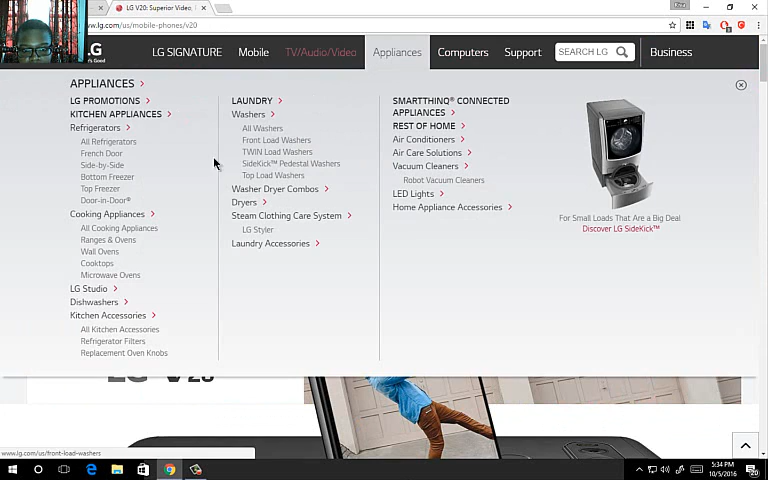 LG V20: Superior Video,
Kiva
lg.com/us/mobile-phones/v20
LG
LG SIGNATURE
Mobile
TV/Audio/Video
Appliances
Computers
Support
SEARCH LG
Business
APPLIANCES
LG PROMOTIONS
KITCHEN APPLIANCES
Refrigerators
All Refrigerators
French Door
Side-by-Side
Bottom Freezer
Top Freezer
Door-in-Door®
Cooking Appliances
All Cooking Appliances
Ranges & Ovens
Wall Ovens
Cooktops
Microwave Ovens
LG Studio
Dishwashers
Kitchen Accessories
All Kitchen Accessories
Refrigerator Filters
Replacement Oven Knobs
LAUNDRY
Washers
All Washers
Front Load Washers
TWIN Load Washers
SideKick™ Pedestal Washers
Top Load Washers
Washer Dryer Combos
Dryers
Steam Clothing Care System
LG Styler
Laundry Accessories
SMARTTHINQ® CONNECTED
APPLIANCES
REST OF HOME
Air Conditioners
Air Care Solutions
Vacuum Cleaners
Robot Vacuum Cleaners
LED Lights
Home Appliance Accessories
For Small Loads That Are a Big Deal
Discover LG SideKick™
LG V20
www.lg.com/us/front-load-washers
5:34 PM
10/5/2016
20